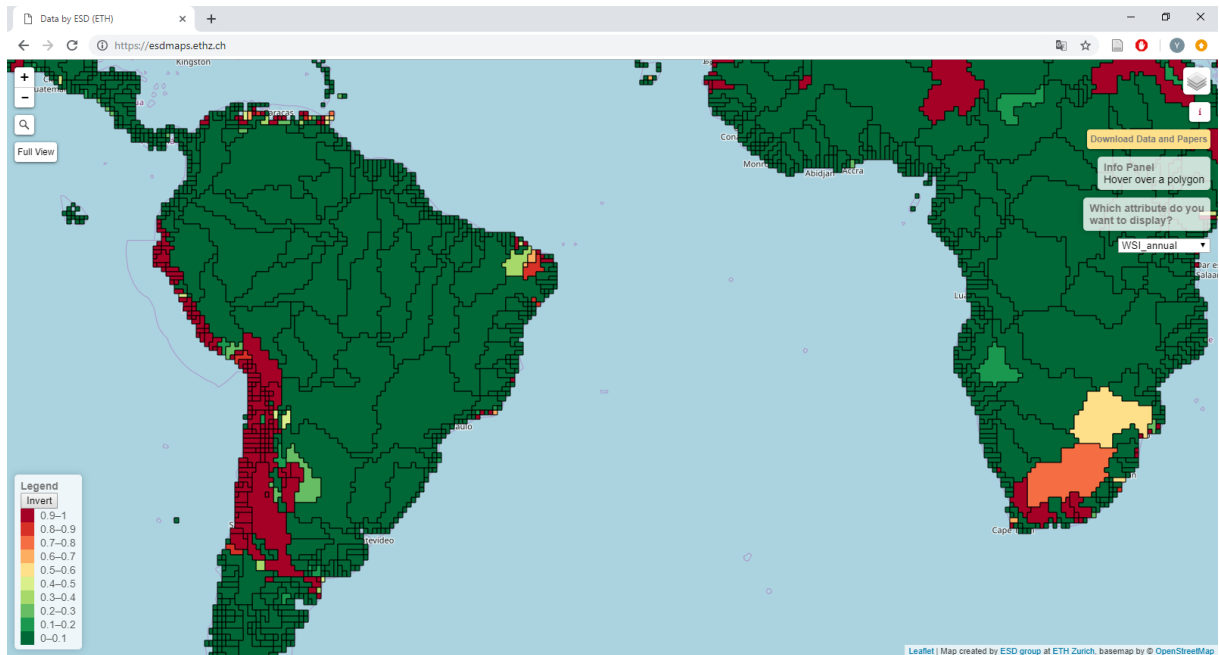 Data by ESD (ETH)
https://esdmaps.ethz.ch
Y
Kingston
+
−
Full View
i
Download Data and Papers
Info Panel
Hover over a polygon
Which attribute do you
want to display?
WSI_annual
Abidjan
Accra
Legend
Invert
0.9–1
0.8–0.9
0.7–0.8
0.6–0.7
0.5–0.6
0.4–0.5
0.3–0.4
0.2–0.3
0.1–0.2
0–0.1
Leaflet | Map created by ESD group at ETH Zurich, basemap by © OpenStreetMap